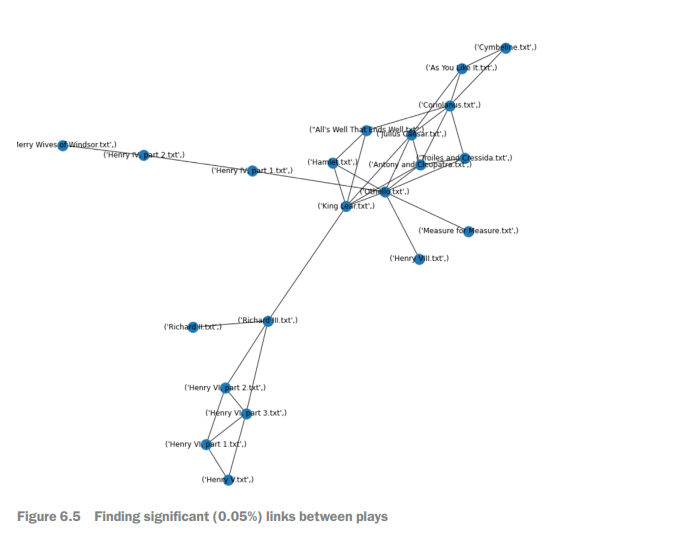 ('Cymbeline.txt',)
('As You Like It.txt',)
('Coriolanus.txt',)
("All's Well That Ends Well.txt",)
('Julius Caesar.txt',)
lerry Wives of Windsor.txt',)
('Henry IV, part 2.txt',)
('Hamlet.txt',)
('Antony and Cleopatra.txt',)
('Troiles and Cressida.txt',)
('Henry IV, part 1.txt',)
('Othello.txt',)
('King Lear.txt',)
('Measure for Measure.txt',)
('Henry VIII.txt',)
('Richard II.txt',)
('Richard III.txt',)
('Henry VI, part 2.txt',)
('Henry VI, part 3.txt',)
('Henry VI, part 1.txt',)
('Henry V.txt',)
Figure 6.5 Finding significant (0.05%) links between plays